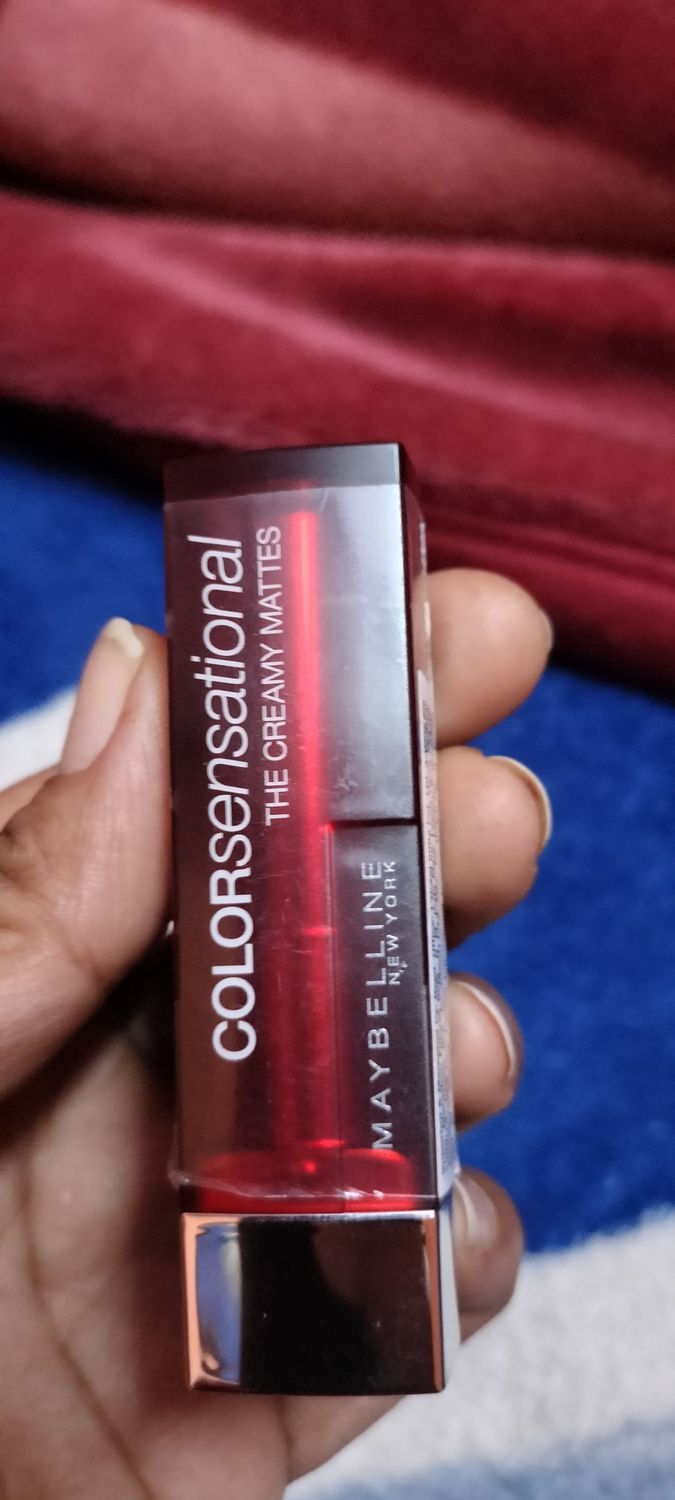 COLORsensational
THE CREAMY MATTES
MAYBELLINE
NEW YORK